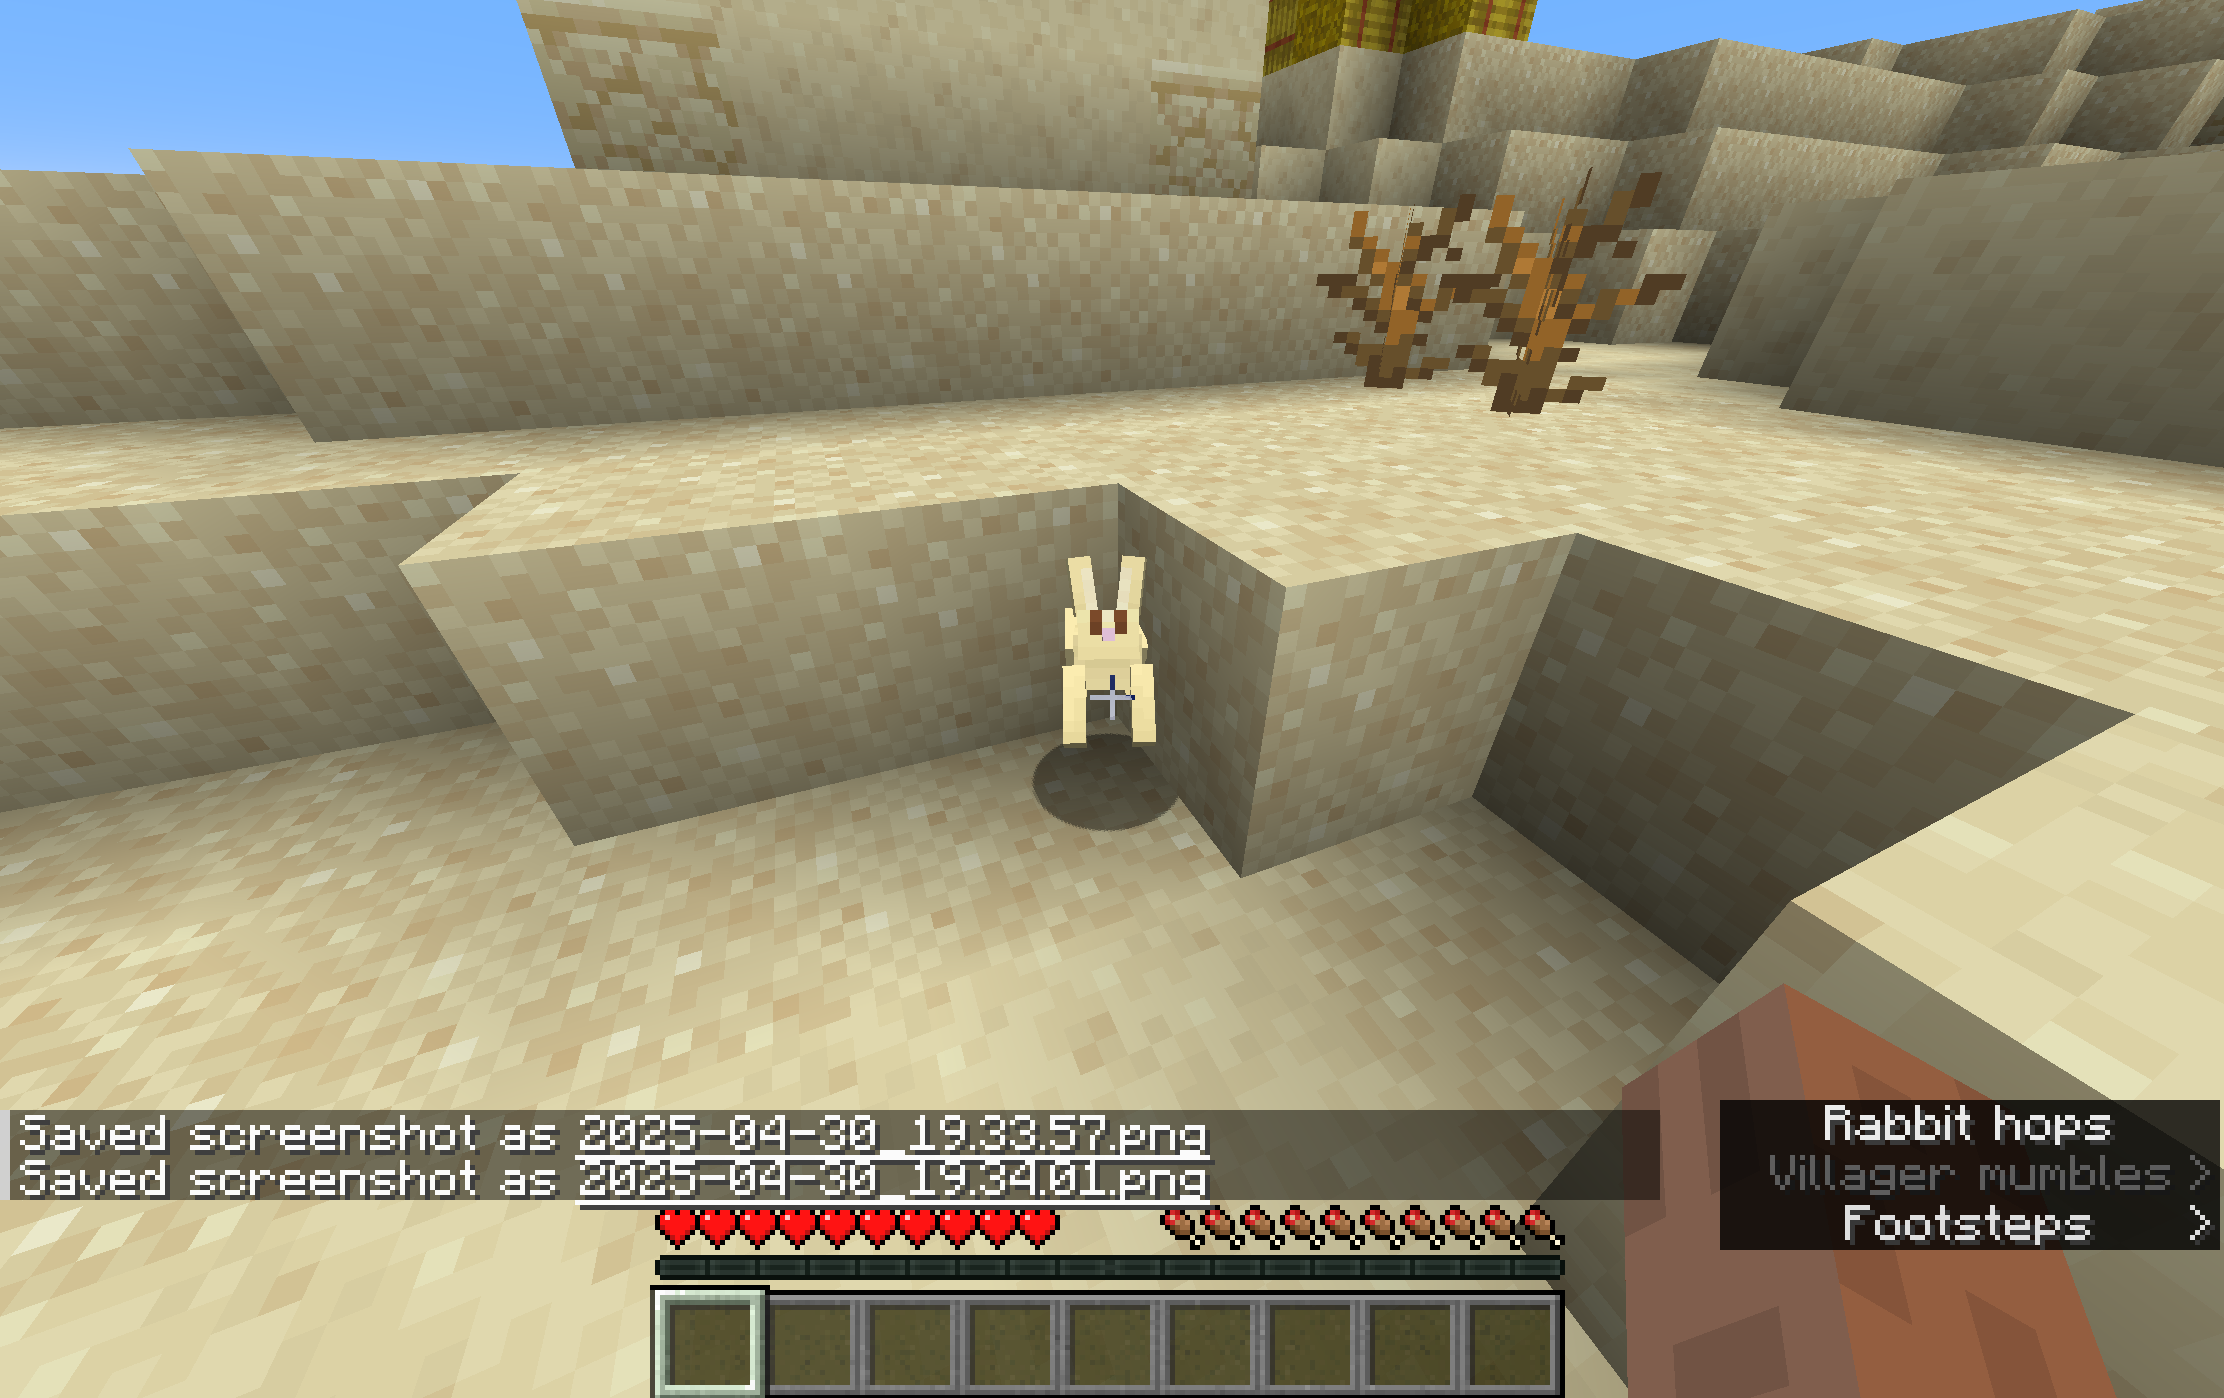 Saved screenshot as 2025-04-30_19.33.57.png
Saved screenshot as 2025-04-30_19.34.01.png
Rabbit hops
Villager mumbles >
Footsteps >